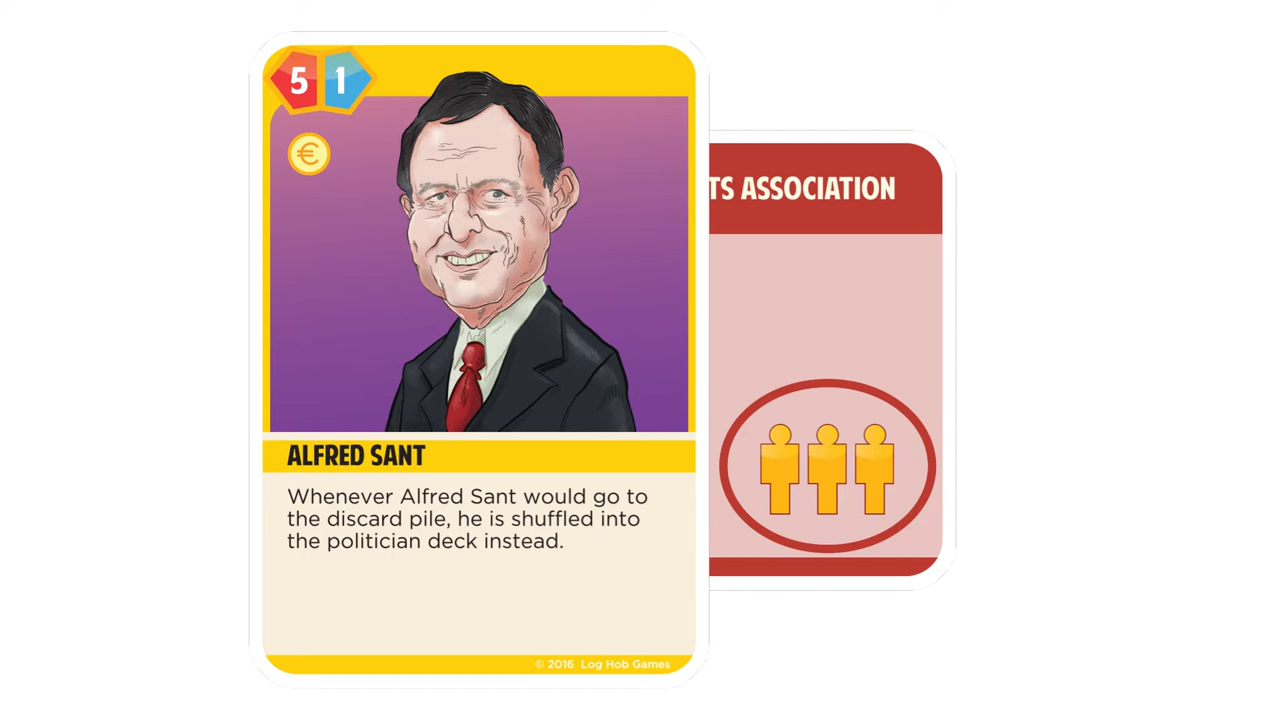 5 1
€
TS ASSOCIATION
ALFRED SANT
Whenever Alfred Sant would go to
the discard pile, he is shuffled into
the politician deck instead.
© 2016 Log Hob Games